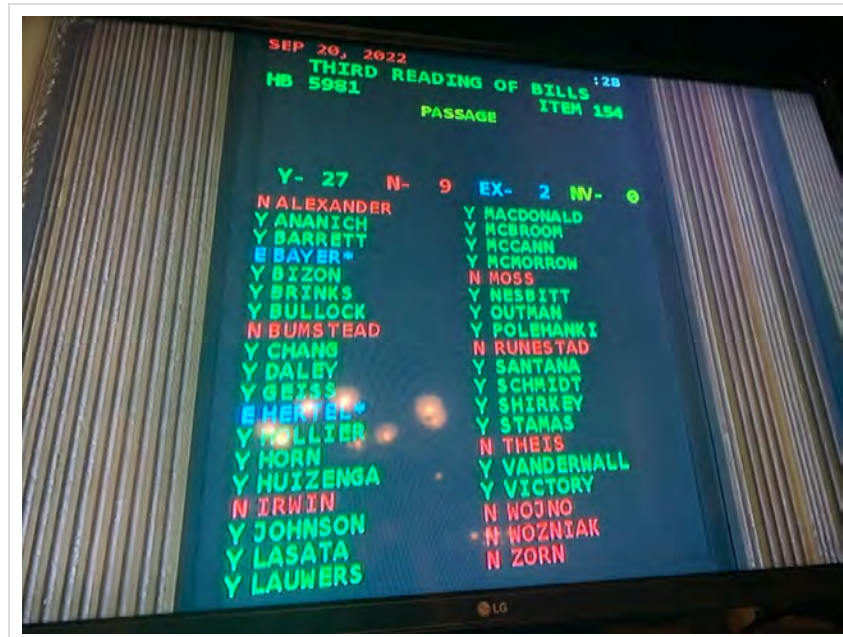 SEP 20, 2022 :28
THIRD READING OF BILLS
HB 5981 ITEM 154
PASSAGE
Y- 27 N- 9 EX- 2 NV- 0
N ALEXANDER
Y ANANICH
Y BARRETT
E BAYER*
Y BIZON
Y BRINKS
Y BULLOCK
N BUMSTEAD
Y CHANG
Y DALEY
Y GEISS
E HERTEL*
Y HOLLIER
Y HORN
Y HUIZENGA
N IRWIN
Y JOHNSON
Y LASATA
Y LAUWERS
Y MACDONALD
Y MCBROOM
Y MCCANN
Y MCMORROW
N MOSS
Y NESBITT
Y OUTMAN
Y POLEHANKI
N RUNESTAD
Y SANTANA
Y SCHMIDT
Y SHIRKEY
Y STAMAS
N THEIS
Y VANDERWALL
Y VICTORY
N WOJNO
N WOZNIAK
N ZORN
LG